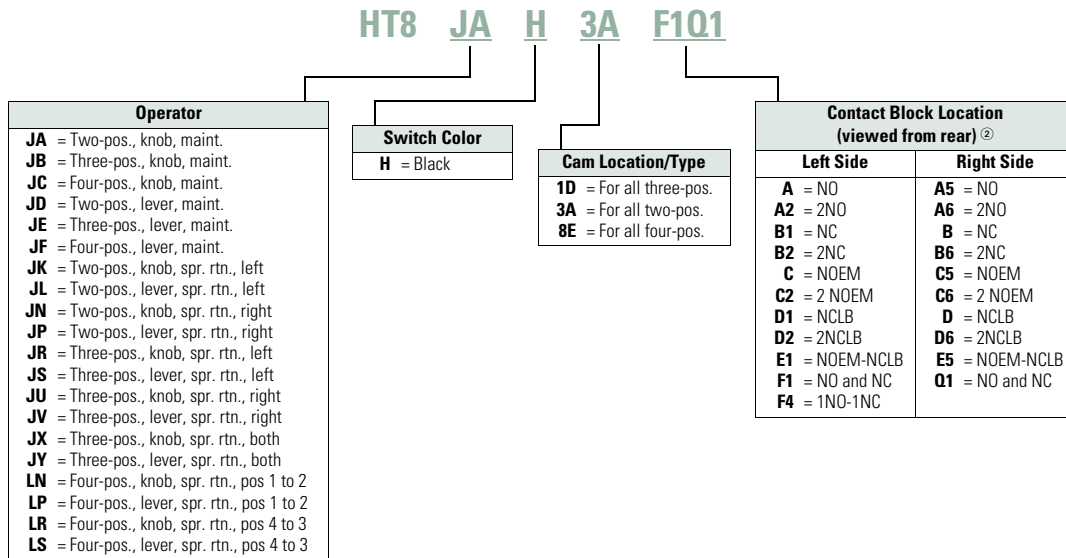 HT8 JA H 3A F1Q1
Operator
JA = Two-pos., knob, maint.
JB = Three-pos., knob, maint.
JC = Four-pos., knob, maint.
JD = Two-pos., lever, maint.
JE = Three-pos., lever, maint.
JF = Four-pos., lever, maint.
JK = Two-pos., knob, spr. rtn., left
JL = Two-pos., lever, spr. rtn., left
JN = Two-pos., knob, spr. rtn., right
JP = Two-pos., lever, spr. rtn., right
JR = Three-pos., knob, spr. rtn., left
JS = Three-pos., lever, spr. rtn., left
JU = Three-pos., knob, spr. rtn., right
JV = Three-pos., lever, spr. rtn., right
JX = Three-pos., knob, spr. rtn., both
JY = Three-pos., lever, spr. rtn., both
LN = Four-pos., knob, spr. rtn., pos 1 to 2
LP = Four-pos., lever, spr. rtn., pos 1 to 2
LR = Four-pos., knob, spr. rtn., pos 4 to 3
LS = Four-pos., lever, spr. rtn., pos 4 to 3
Switch Color
H = Black
Cam Location/Type
1D = For all three-pos.
3A = For all two-pos.
8E = For all four-pos.
Contact Block Location
(viewed from rear) ②
Left Side
A = NO
A2 = 2NO
B1 = NC
B2 = 2NC
C = NOEM
C2 = 2 NOEM
D1 = NCLB
D2 = 2NCLB
E1 = NOEM-NCLB
F1 = NO and NC
F4 = 1NO-1NC
Right Side
A5 = NO
A6 = 2NO
B = NC
B6 = 2NC
C5 = NOEM
C6 = 2 NOEM
D = NCLB
D6 = 2NCLB
E5 = NOEM-NCLB
Q1 = NO and NC